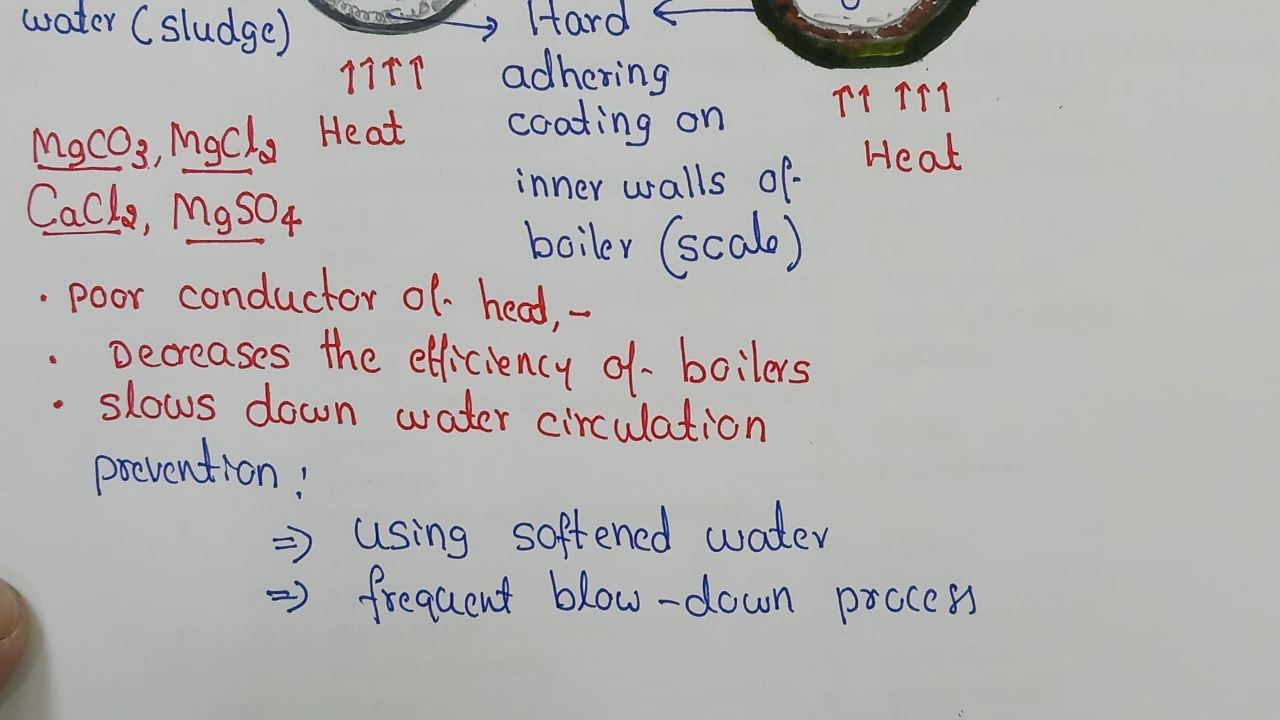 water (sludge)
Heat
MgCO3, MgCl2
CaCl2, MgSO4
Hard
adhering
coating on
inner walls of
boiler (scale)
Heat
• poor conductor of heat,-
• Decreases the efficiency of boilers
• slows down water circulation
prevention:
⇒ using softened water
⇒ frequent blow-down process